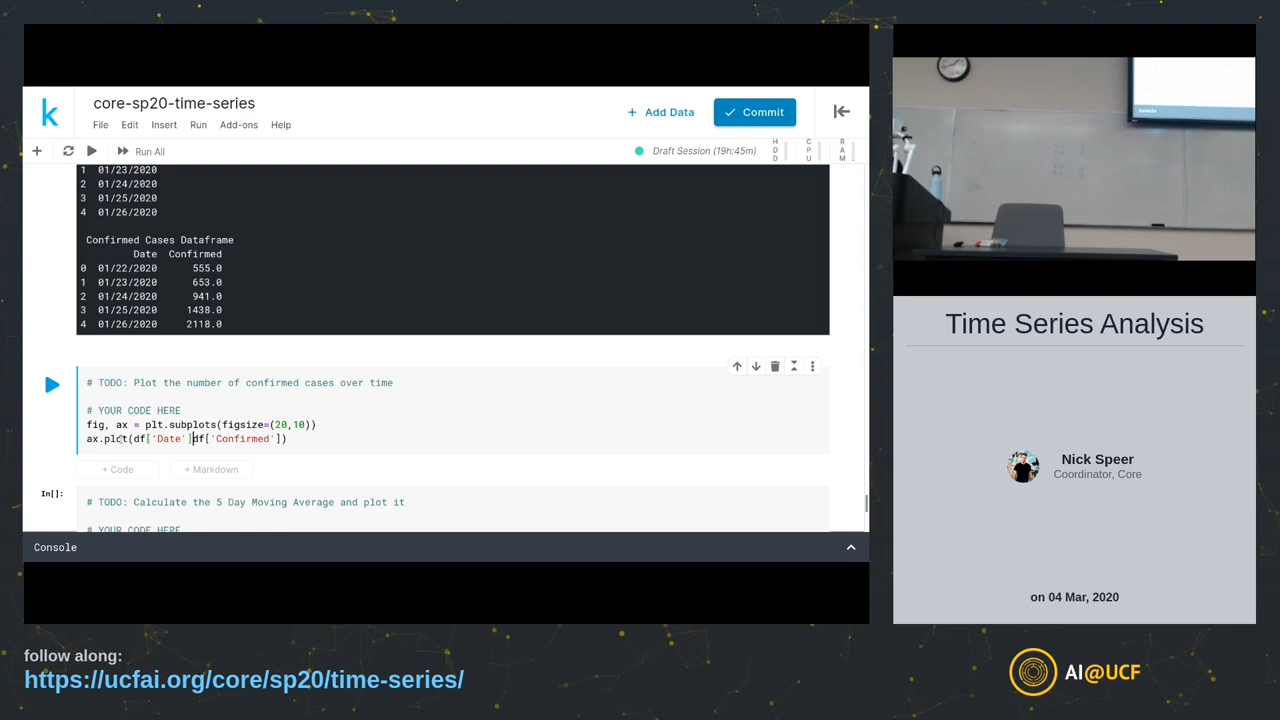 core-sp20-time-series
File Edit Insert Run Add-ons Help
+ Add Data
Commit
Run All
Draft Session (19h:45m)
HDD
CPU
RAM
1 01/23/2020
2 01/24/2020
3 01/25/2020
4 01/26/2020
Confirmed Cases Dataframe
Date Confirmed
0 01/22/2020 555.0
1 01/23/2020 653.0
2 01/24/2020 941.0
3 01/25/2020 1438.0
4 01/26/2020 2118.0
# TODO: Plot the number of confirmed cases over time
# YOUR CODE HERE
fig, ax = plt.subplots(figsize=(20,10))
ax.plot(df['Date']df['Confirmed'])
+ Code + Markdown
In[]:
# TODO: Calculate the 5 Day Moving Average and plot it
# YOUR CODE HERE
Console
Time Series Analysis
Nick Speer
Coordinator, Core
on 04 Mar, 2020
follow along:
https://ucfai.org/core/sp20/time-series/
AI@UCF